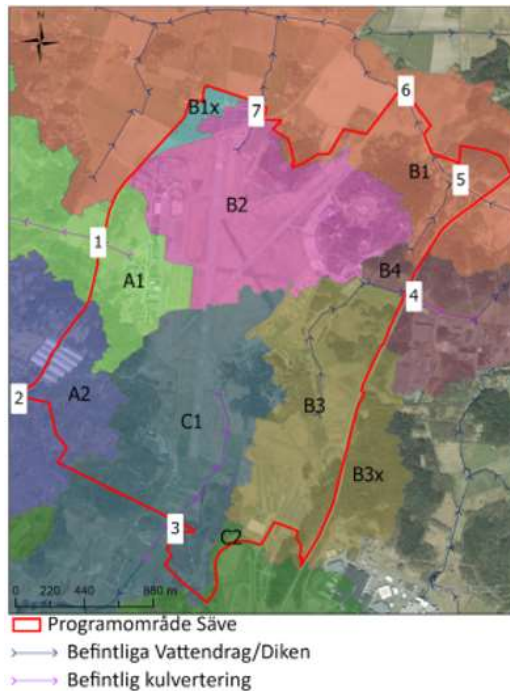 B1x
7
6
B1
5
B2
1
A1
B4
4
2
A2
C1
B3
B3x
3
C2
0 220 440 880 m
Programområde Säve
Befintliga Vattendrag/Diken
Befintlig kulvertering